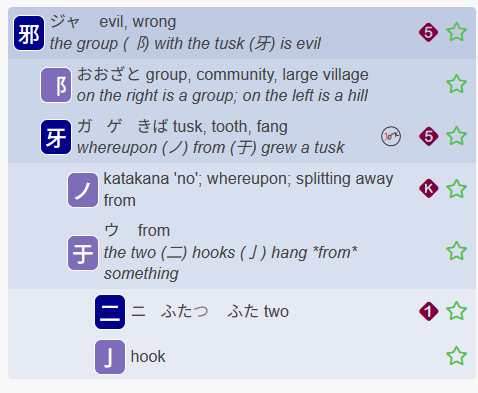 邪 ジャ evil, wrong 5
the group (阝) with the tusk (牙) is evil
阝 おおざと group, community, large village
on the right is a group; on the left is a hill
牙 ガ ゲ きば tusk, tooth, fang 5
whereupon (ノ) from (于) grew a tusk
ノ katakana 'no'; whereupon; splitting away K
from
于 ウ from
the two (二) hooks (亅) hang *from*
something
二 ニ ふたつ ふた two 1
亅 hook